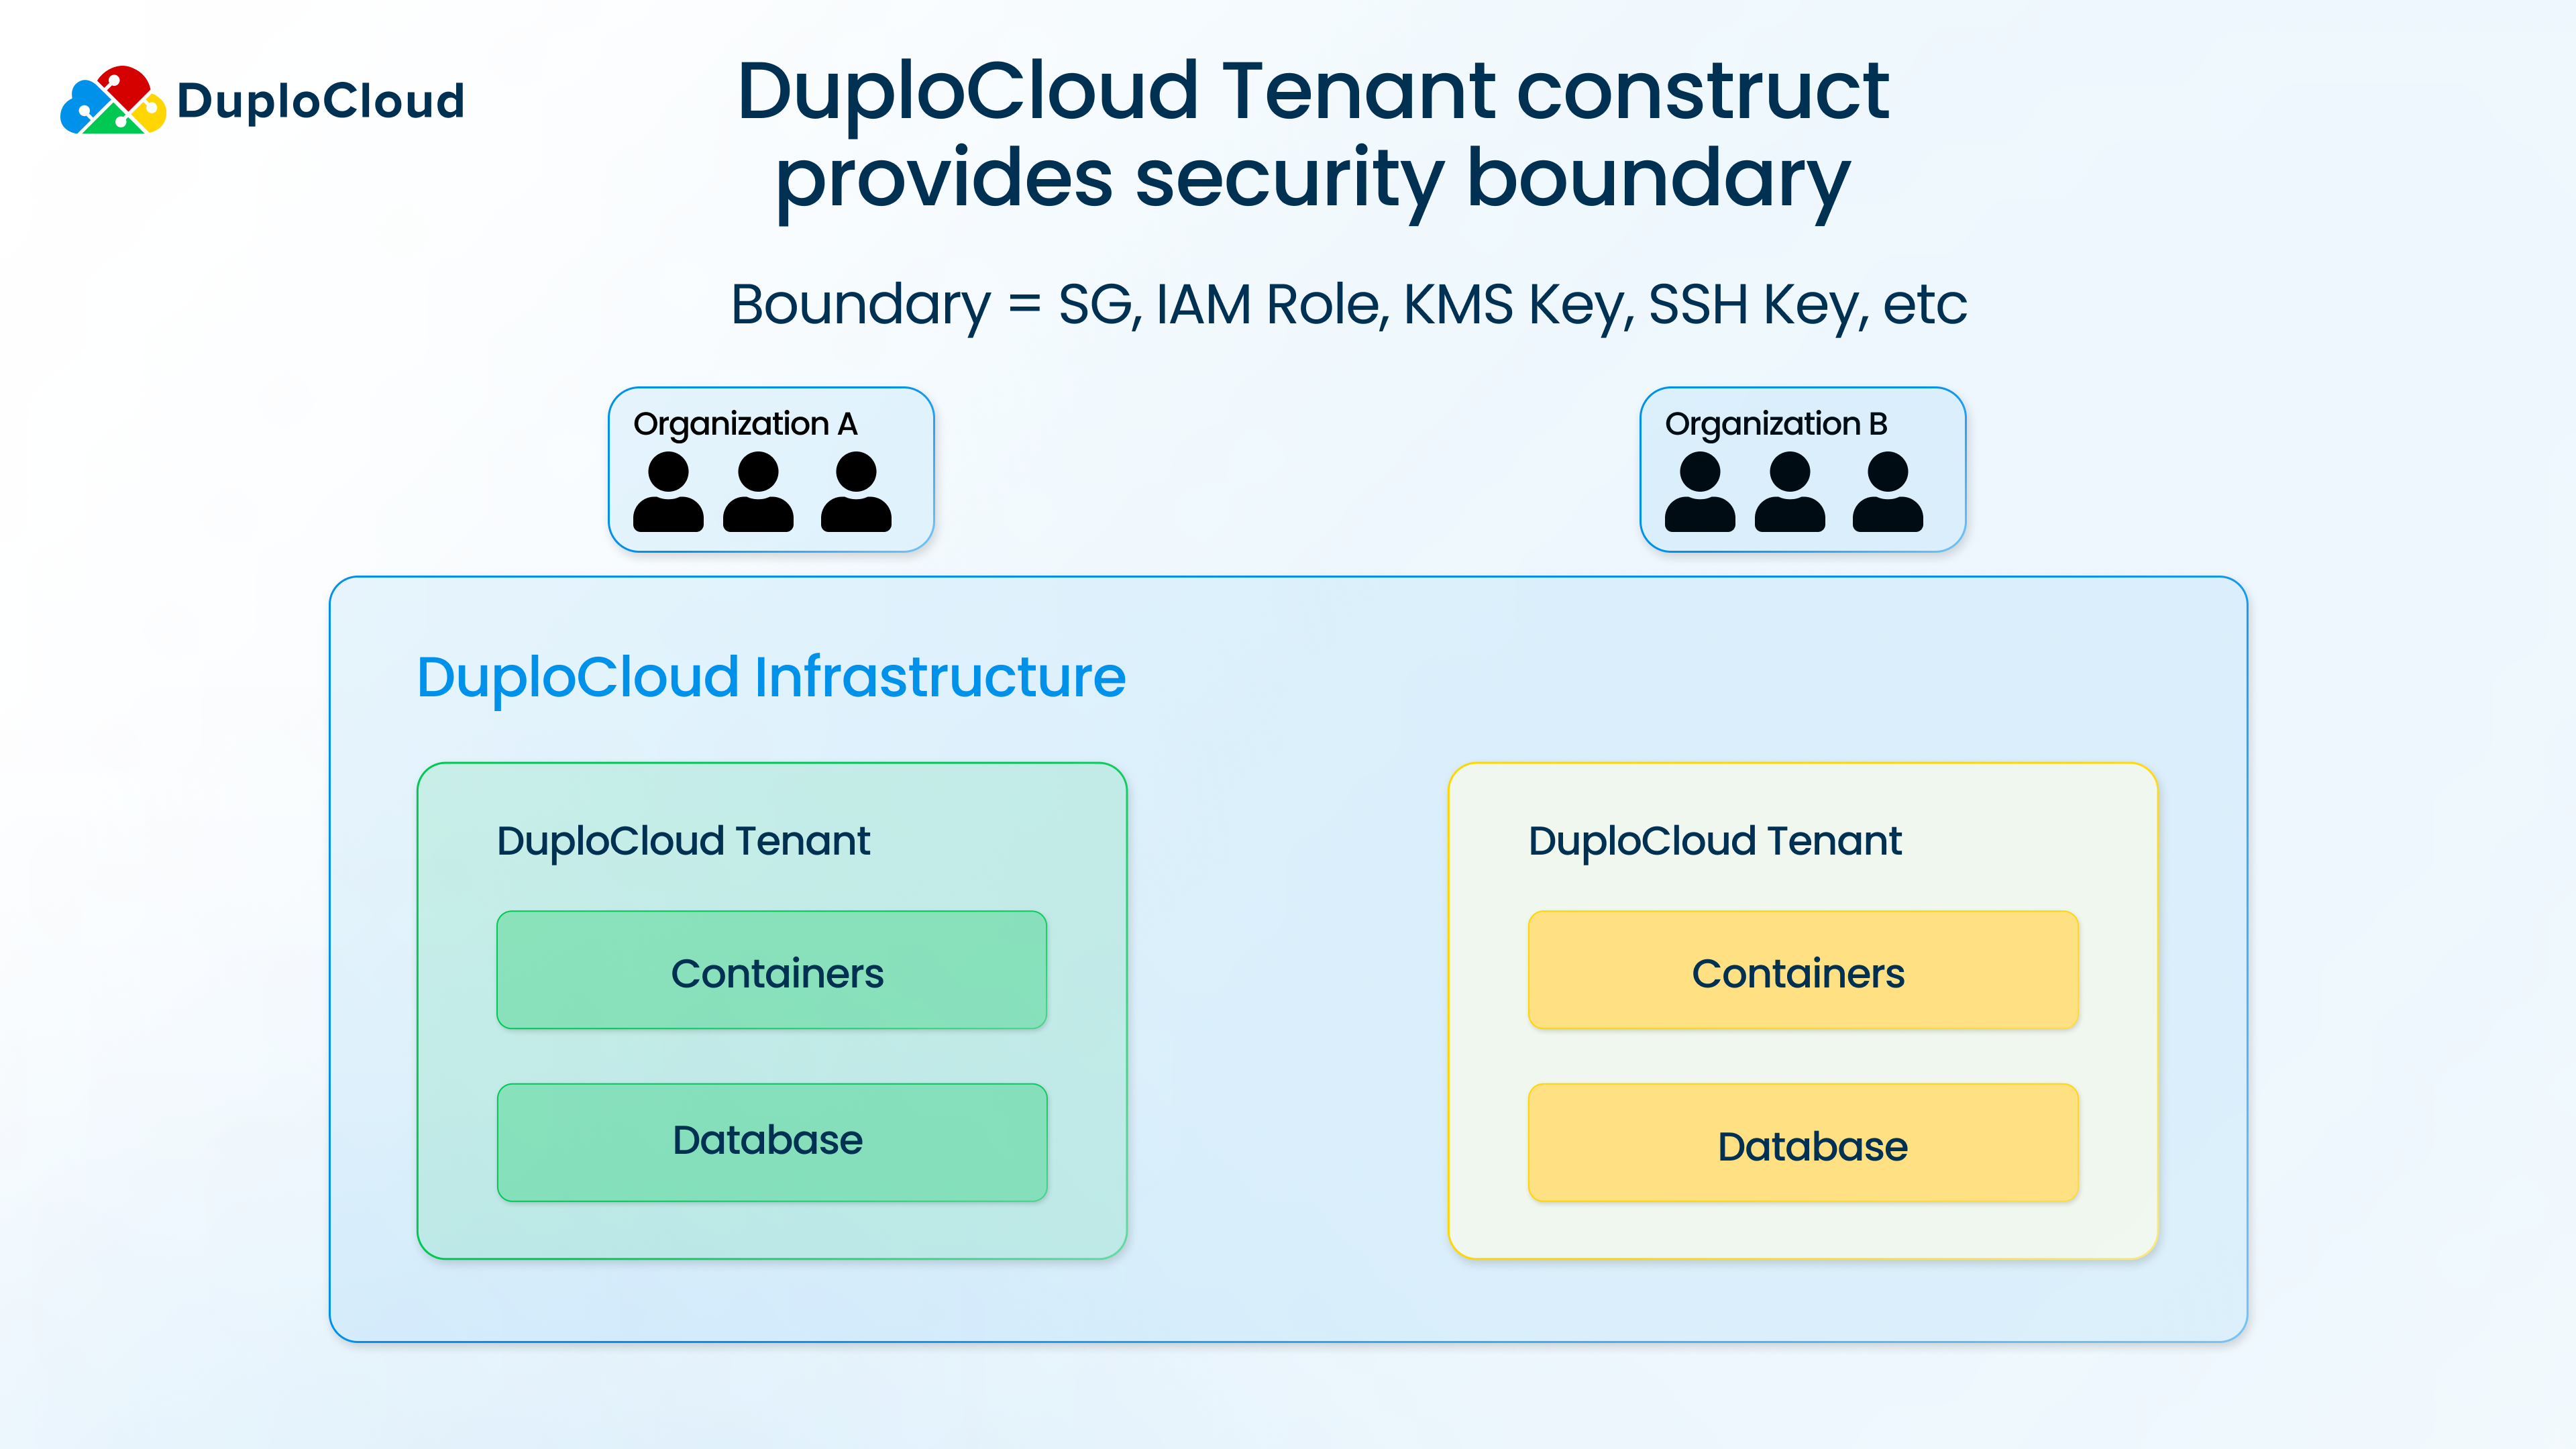 DuploCloud
DuploCloud Tenant construct
provides security boundary
Boundary = SG, IAM Role, KMS Key, SSH Key, etc
Organization A
Organization B
DuploCloud Infrastructure
DuploCloud Tenant
Containers
Database
DuploCloud Tenant
Containers
Database